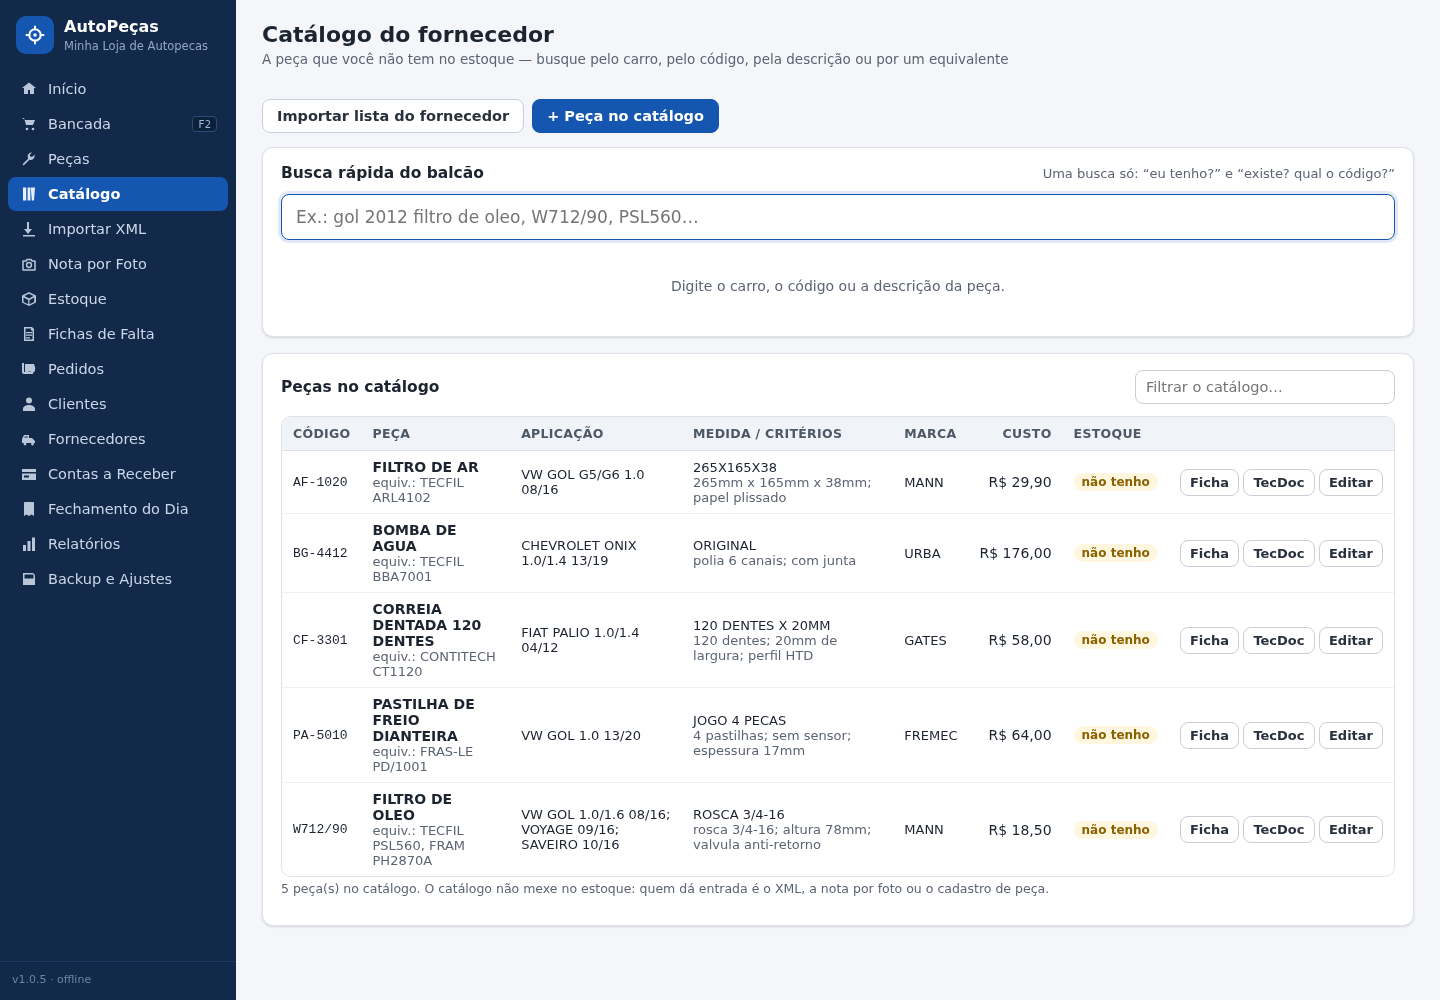 AutoPeças
Minha Loja de Autopecas
Início
Bancada F2
Peças
Catálogo
Importar XML
Nota por Foto
Estoque
Fichas de Falta
Pedidos
Clientes
Fornecedores
Contas a Receber
Fechamento do Dia
Relatórios
Backup e Ajustes
v1.0.5 · offline
Catálogo do fornecedor
A peça que você não tem no estoque — busque pelo carro, pelo código, pela descrição ou por um equivalente
Importar lista do fornecedor
+ Peça no catálogo
Busca rápida do balcão
Uma busca só: “eu tenho?” e “existe? qual o código?”
Ex.: gol 2012 filtro de oleo, W712/90, PSL560…
Digite o carro, o código ou a descrição da peça.
Peças no catálogo
Filtrar o catálogo…
CÓDIGO PEÇA APLICAÇÃO MEDIDA / CRITÉRIOS MARCA CUSTO ESTOQUE
AF-1020
FILTRO DE AR
equiv.: TECFIL
ARL4102
VW GOL G5/G6 1.0
08/16
265X165X38
265mm x 165mm x 38mm;
papel plissado
MANN
R$ 29,90
não tenho
Ficha TecDoc Editar
BG-4412
BOMBA DE
AGUA
equiv.: TECFIL
BBA7001
CHEVROLET ONIX
1.0/1.4 13/19
ORIGINAL
polia 6 canais; com junta
URBA
R$ 176,00
não tenho
Ficha TecDoc Editar
CF-3301
CORREIA
DENTADA 120
DENTES
equiv.: CONTITECH
CT1120
FIAT PALIO 1.0/1.4
04/12
120 DENTES X 20MM
120 dentes; 20mm de
largura; perfil HTD
GATES
R$ 58,00
não tenho
Ficha TecDoc Editar
PA-5010
PASTILHA DE
FREIO
DIANTEIRA
equiv.: FRAS-LE
PD/1001
VW GOL 1.0 13/20
JOGO 4 PECAS
4 pastilhas; sem sensor;
espessura 17mm
FREMEC
R$ 64,00
não tenho
Ficha TecDoc Editar
W712/90
FILTRO DE
OLEO
equiv.: TECFIL
PSL560, FRAM
PH2870A
VW GOL 1.0/1.6 08/16;
VOYAGE 09/16;
SAVEIRO 10/16
ROSCA 3/4-16
rosca 3/4-16; altura 78mm;
valvula anti-retorno
MANN
R$ 18,50
não tenho
Ficha TecDoc Editar
5 peça(s) no catálogo. O catálogo não mexe no estoque: quem dá entrada é o XML, a nota por foto ou o cadastro de peça.